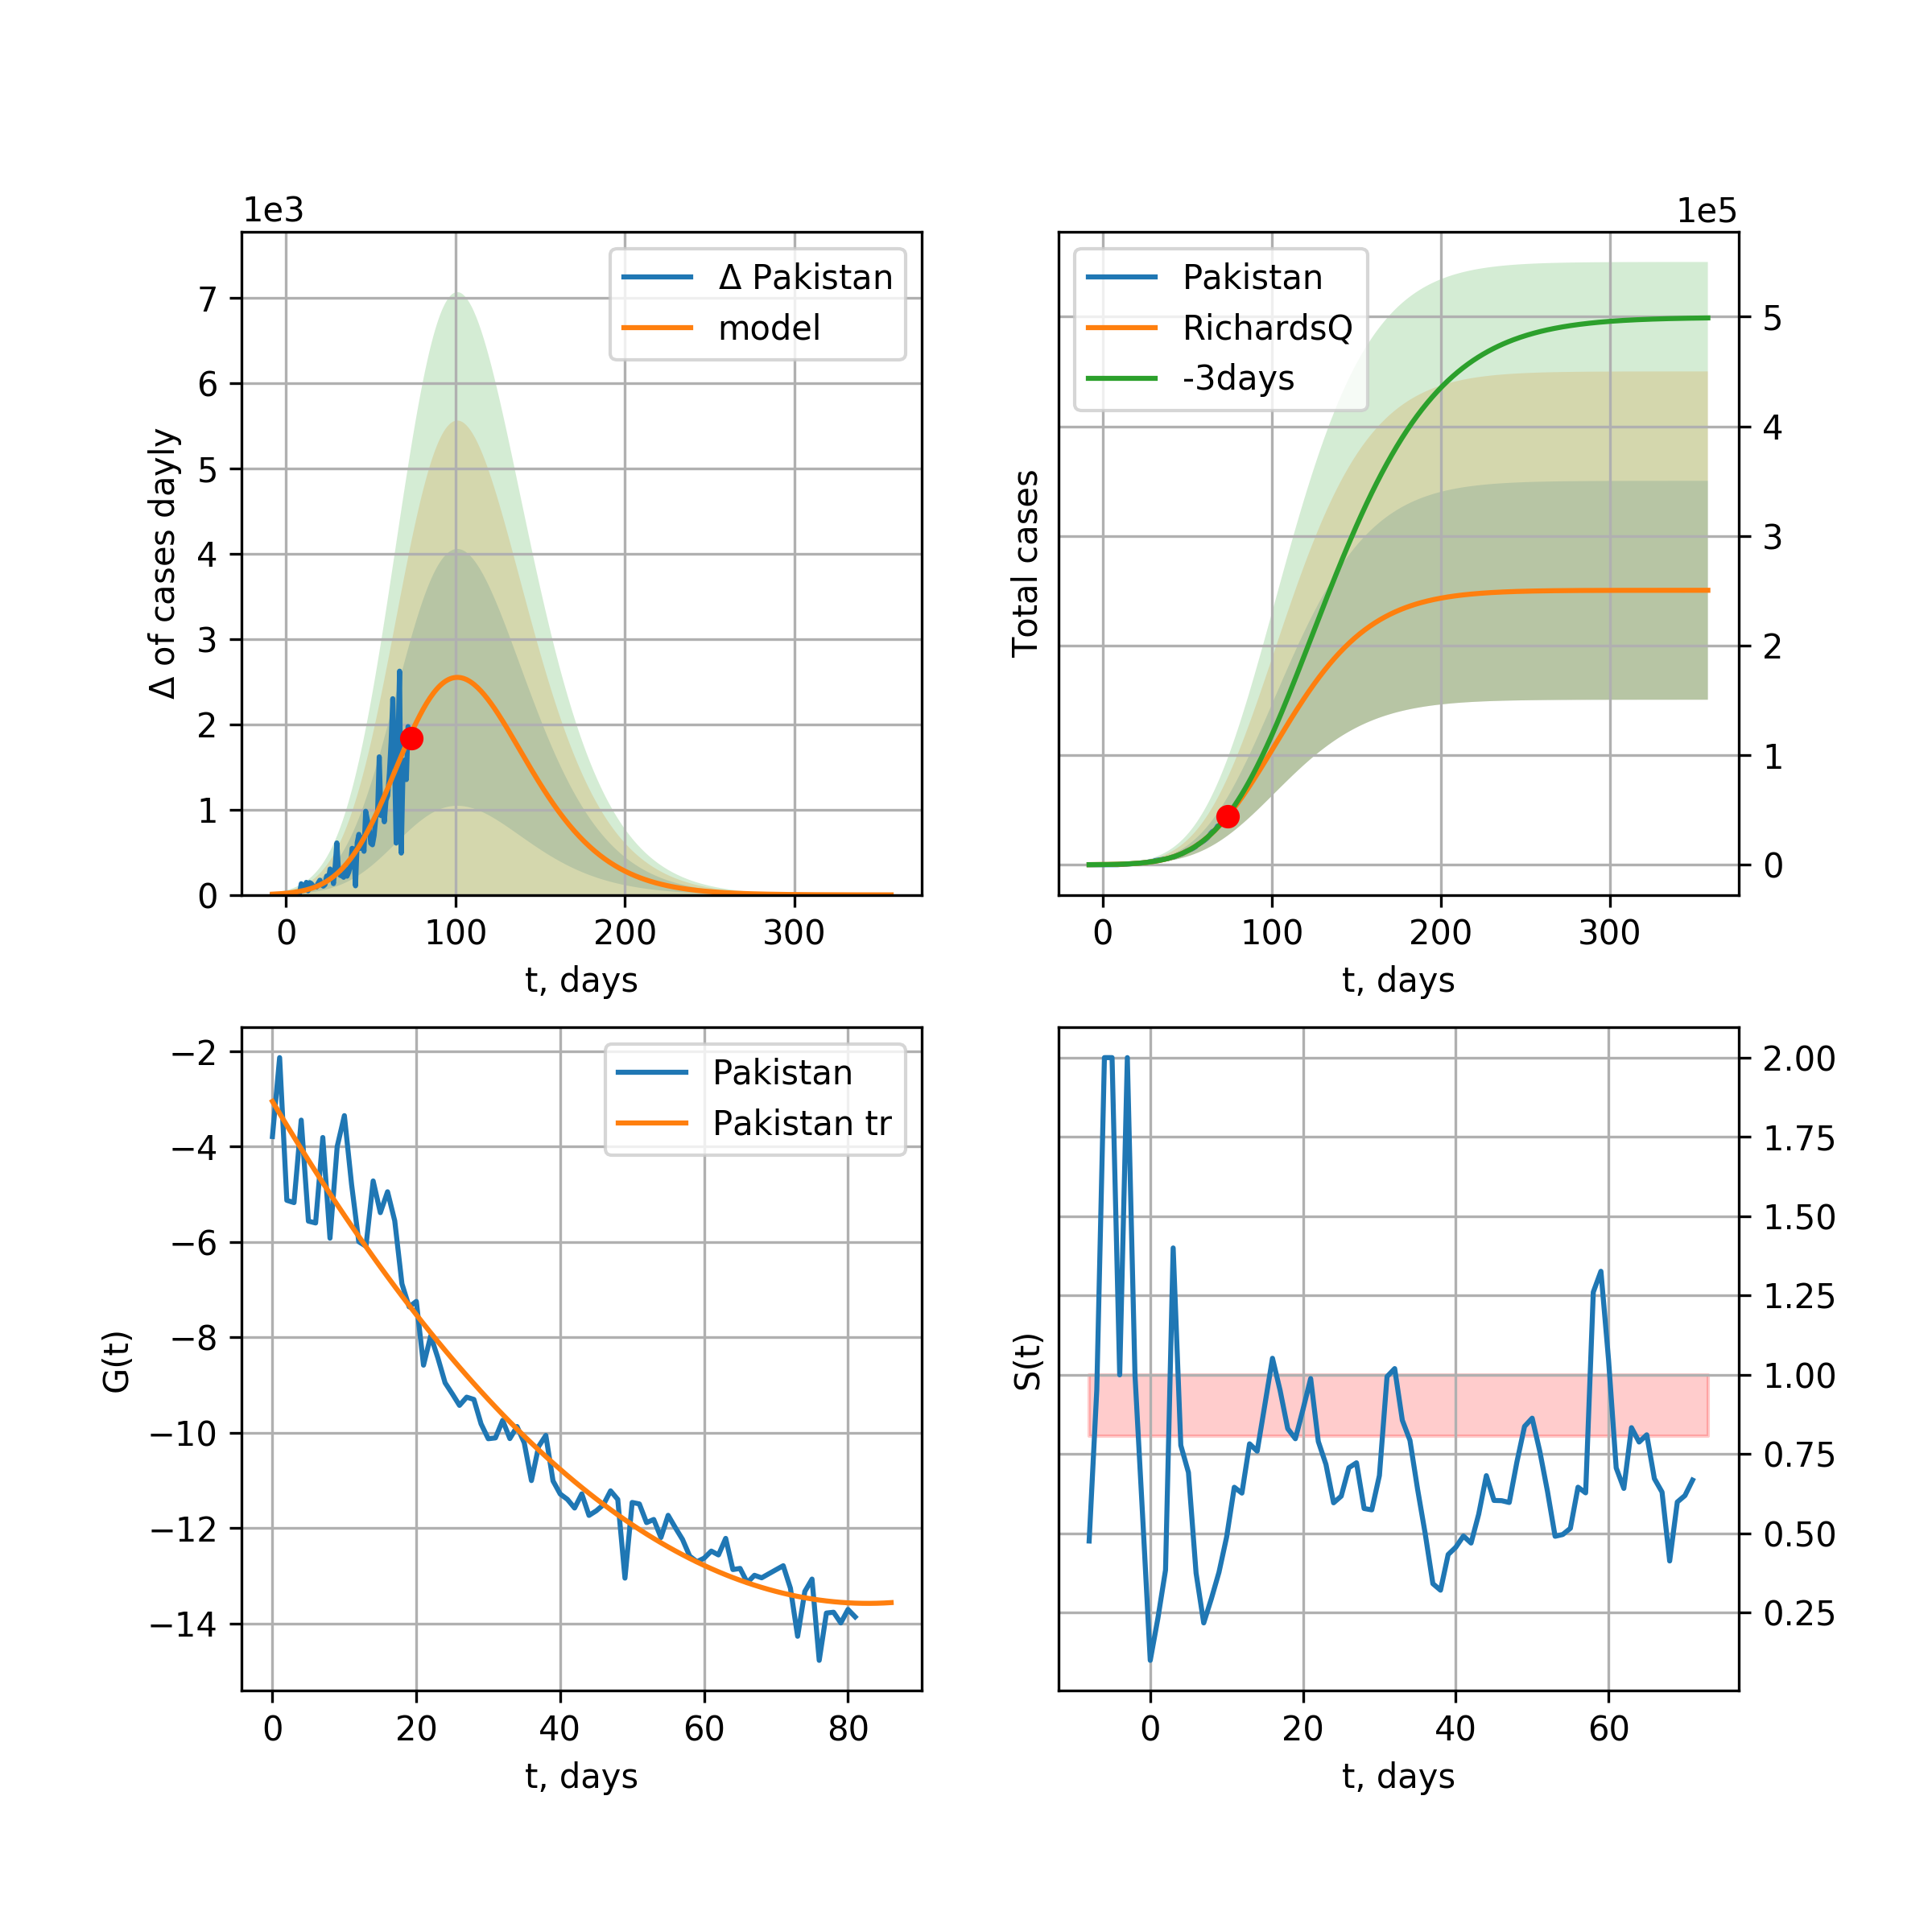 1e3
Δ of cases dayly
7
6
5
4
3
2
1
0
0 100 200 300
t, days
Δ Pakistan
model
1e5
Total cases
5
4
3
2
1
0
0 100 200 300
t, days
Pakistan
RichardsQ
-3days
G(t)
−2
−4
−6
−8
−10
−12
−14
0 20 40 60 80
t, days
Pakistan
Pakistan tr
S(t)
2.00
1.75
1.50
1.25
1.00
0.75
0.50
0.25
0 20 40 60
t, days